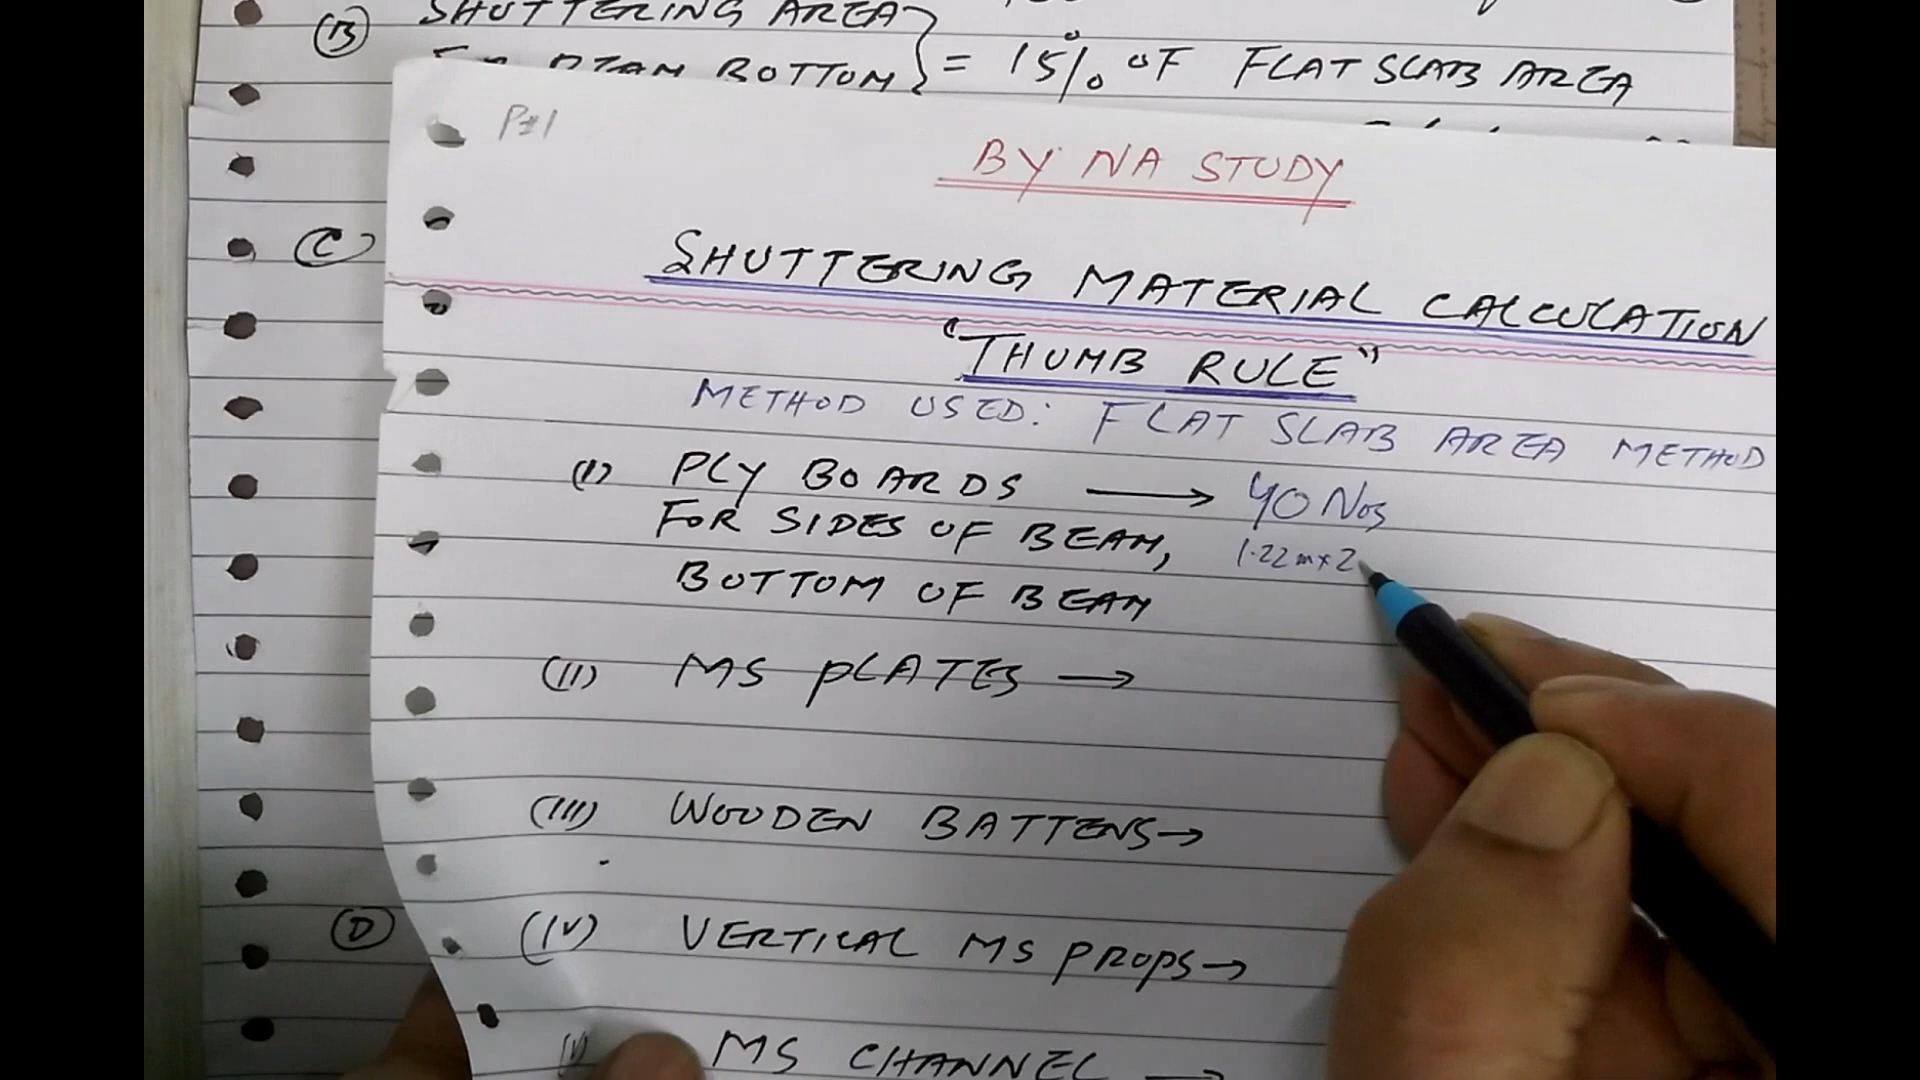 (B) SHUTTERING AREA
BEAM BOTTOM } = 15% OF FLAT SLAB AREA
P#1
BY NA STUDY
(C)
SHUTTERING MATERIAL CALCULATION
"THUMB RULE"
METHOD USED: FLAT SLAB AREA METHOD
(I) PLY BOARDS → 40 Nos
FOR SIDES OF BEAM, 1.22m x 2
BOTTOM OF BEAM
(II) MS PLATES →
(III) WOODEN BATTENS →
(D)
(IV) VERTICAL MS PROPS →
(V) MS CHANNEL →